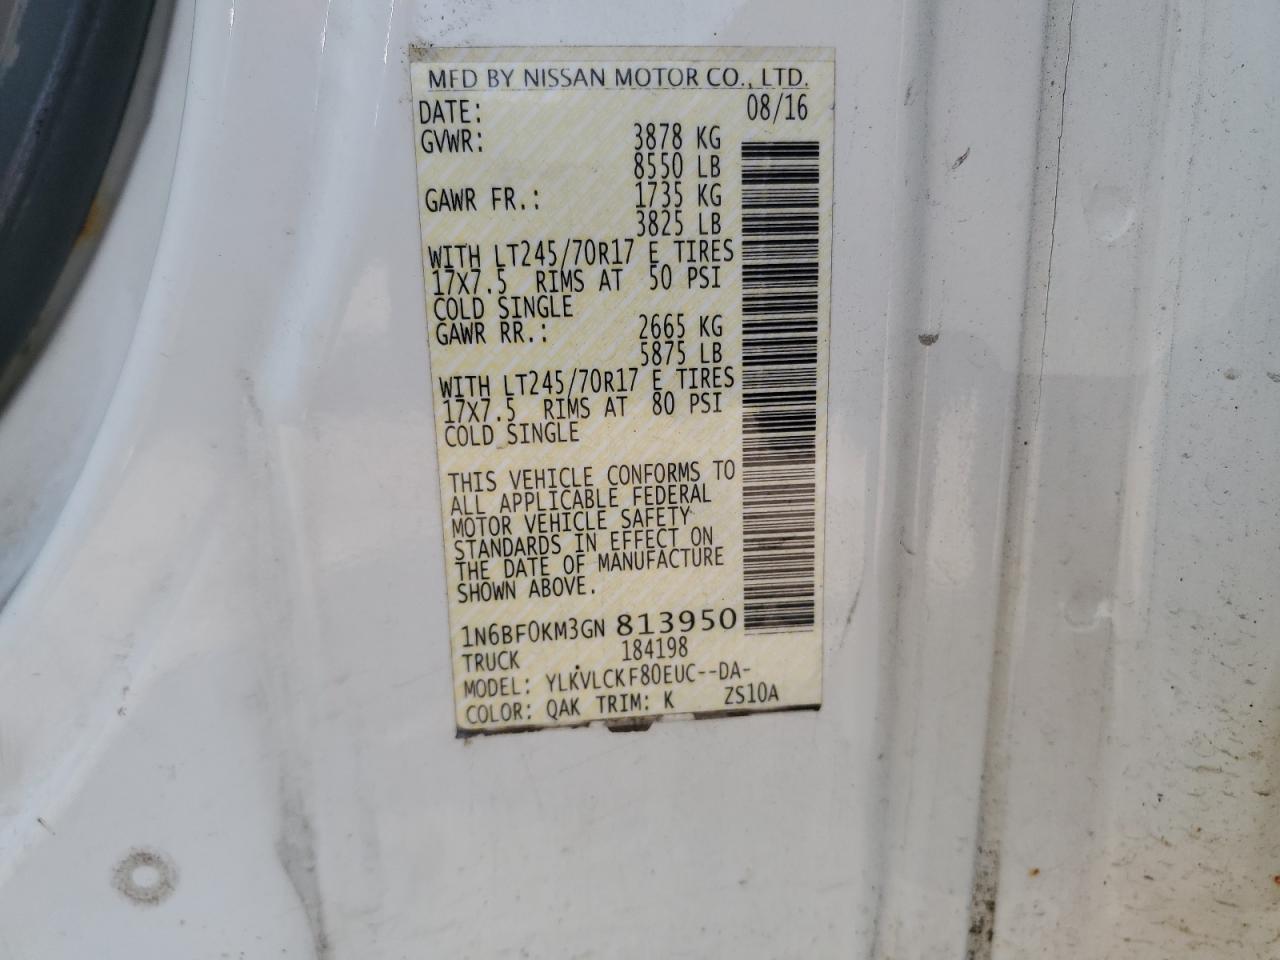 MFD BY NISSAN MOTOR CO., LTD.
DATE: 08/16
GVWR: 3878 KG
8550 LB
GAWR FR.: 1735 KG
3825 LB
WITH LT245/70R17 E TIRES
17X7.5 RIMS AT 50 PSI
COLD SINGLE
GAWR RR.: 2665 KG
5875 LB
WITH LT245/70R17 E TIRES
17X7.5 RIMS AT 80 PSI
COLD SINGLE
THIS VEHICLE CONFORMS TO
ALL APPLICABLE FEDERAL
MOTOR VEHICLE SAFETY
STANDARDS IN EFFECT ON
THE DATE OF MANUFACTURE
SHOWN ABOVE.
1N6BF0KM3GN 813950
TRUCK 184198
MODEL: YLKVLCKF80EUC--DA-
COLOR: QAK TRIM: K ZS10A